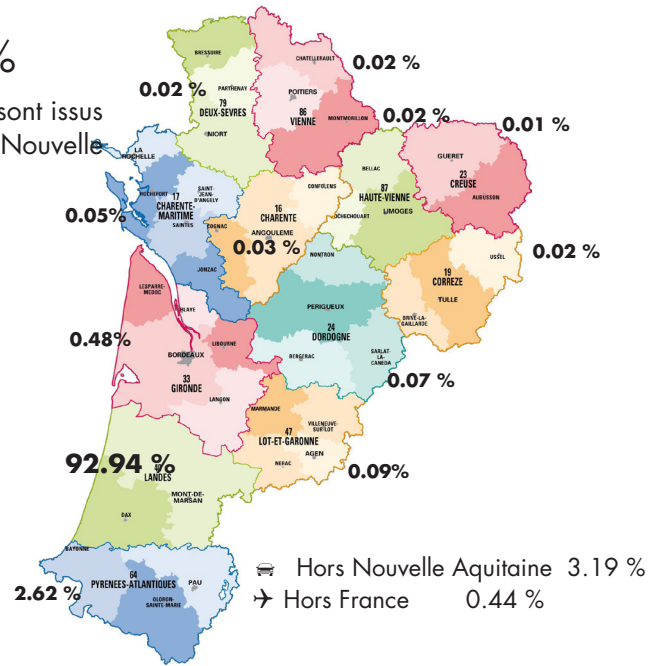 %
sont issus
Nouvelle
BRESSUIRE
PARTHENAY
79
DEUX-SEVRES
NIORT
0.02 %
CHATELLERAULT
POITIERS
86
VIENNE
MONTMORILLON
0.02 %
0.02 %
BELLAC
87
HAUTE-VIENNE
LIMOGES
ROCHECHOUART
0.01 %
GUERET
23
CREUSE
AUBUSSON
LA
ROCHELLE
ROCHEFORT
17
CHARENTE-
MARITIME
SAINT-
JEAN-
D'ANGELY
SAINTES
JONZAC
0.05%
CONFOLENS
16
CHARENTE
ANGOULEME
COGNAC
0.03 %
USSEL
19
CORREZE
TULLE
BRIVE-LA-
GAILLARDE
0.02 %
NONTRON
PERIGUEUX
24
DORDOGNE
BERGERAC
SARLAT-
LA-
CANEDA
0.07 %
LESPARRE-
MEDOC
BLAYE
LIBOURNE
BORDEAUX
33
GIRONDE
LANGON
0.48%
MARMANDE
VILLENEUVE-
SUR-LOT
47
LOT-ET-GARONNE
AGEN
NERAC
0.09%
92.94 %
40
LANDES
MONT-DE-
MARSAN
DAX
BAYONNE
64
PYRENEES-ATLANTIQUES
PAU
OLORON-
SAINTE-MARIE
2.62 %
Hors Nouvelle Aquitaine 3.19 %
Hors France 0.44 %